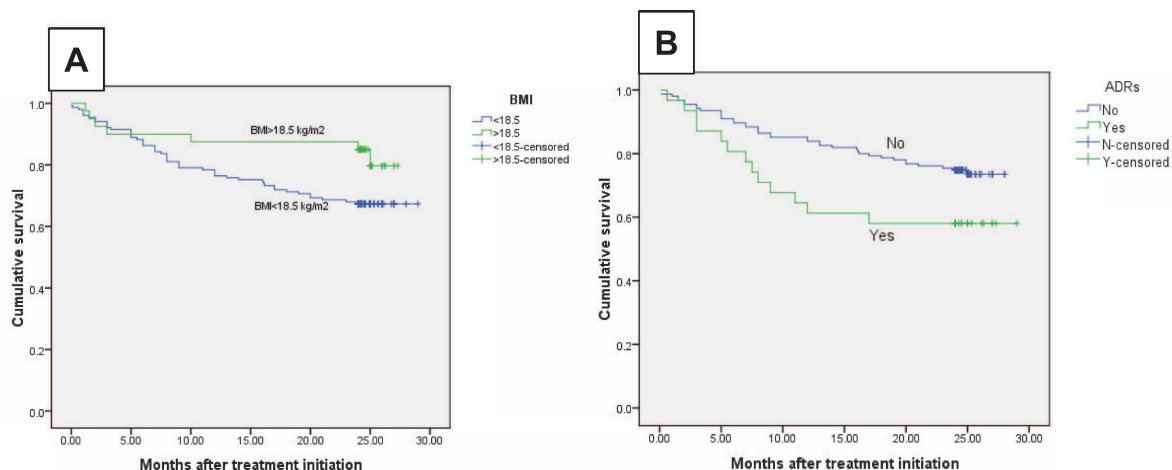 A
Cumulative survival
1.0
0.8
0.6
0.4
0.2
0.0
BMI>18.5 kg/m2
BMI<18.5 kg/m2
0.00 5.00 10.00 15.00 20.00 25.00 30.00
Months after treatment initiation
BMI
<18.5
>18.5
<18.5-censored
>18.5-censored
B
Cumulative survival
1.0
0.8
0.6
0.4
0.2
0.0
No
Yes
0.00 5.00 10.00 15.00 20.00 25.00 30.00
Months after treatment initiation
ADRs
No
Yes
N-censored
Y-censored